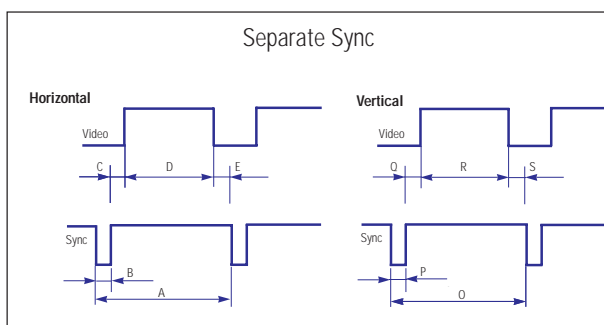 Separate Sync
Horizontal
Vertical
Video
C D E
Sync
B
A
Video
Q R S
Sync
P
O